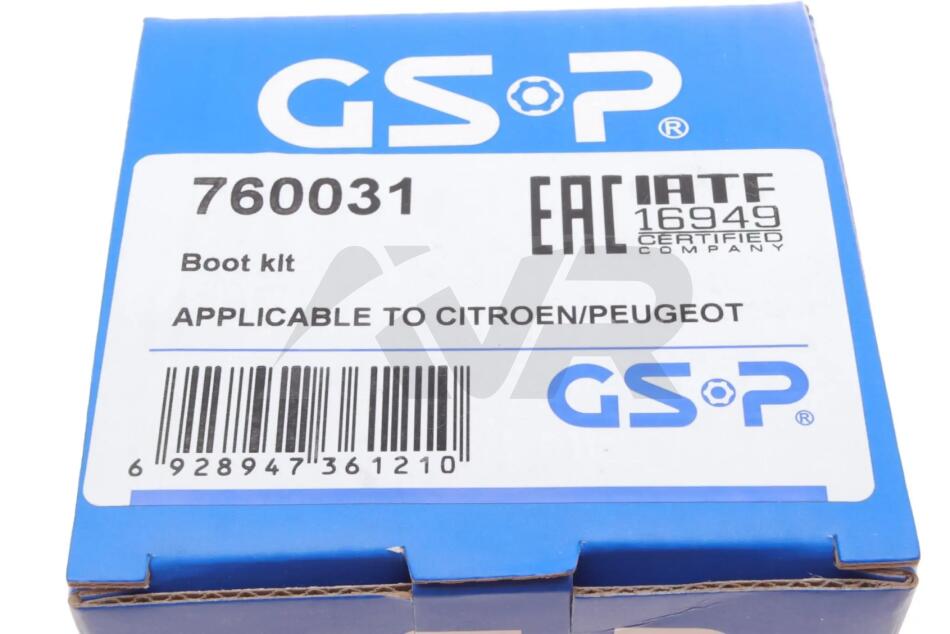 GSP®
760031
EAC
IATF
16949
CERTIFIED
COMPANY
Boot kit
APPLICABLE TO CITROEN/PEUGEOT
GSP®
6 928947 361210